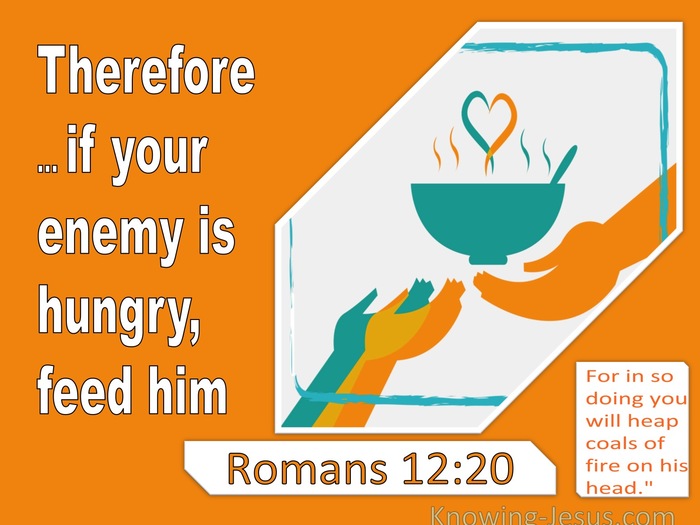 Therefore
... if your
enemy is
hungry,
feed him
Romans 12:20
For in so
doing you
will heap
coals of
fire on his
head."
Knowing-Jesus.com